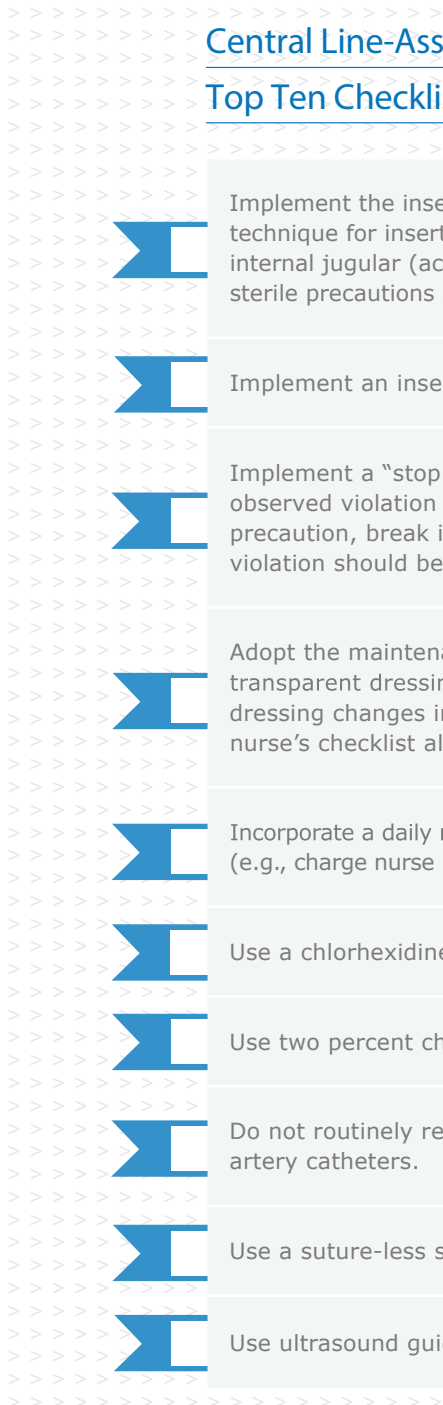 Central Line-Ass
Top Ten Checkli
Implement the inse
technique for insert
internal jugular (ac
sterile precautions
Implement an inse
Implement a “stop
observed violation
precaution, break i
violation should be
Adopt the maintena
transparent dressin
dressing changes i
nurse’s checklist al
Incorporate a daily r
(e.g., charge nurse
Use a chlorhexidine
Use two percent ch
Do not routinely re
artery catheters.
Use a suture-less s
Use ultrasound gui